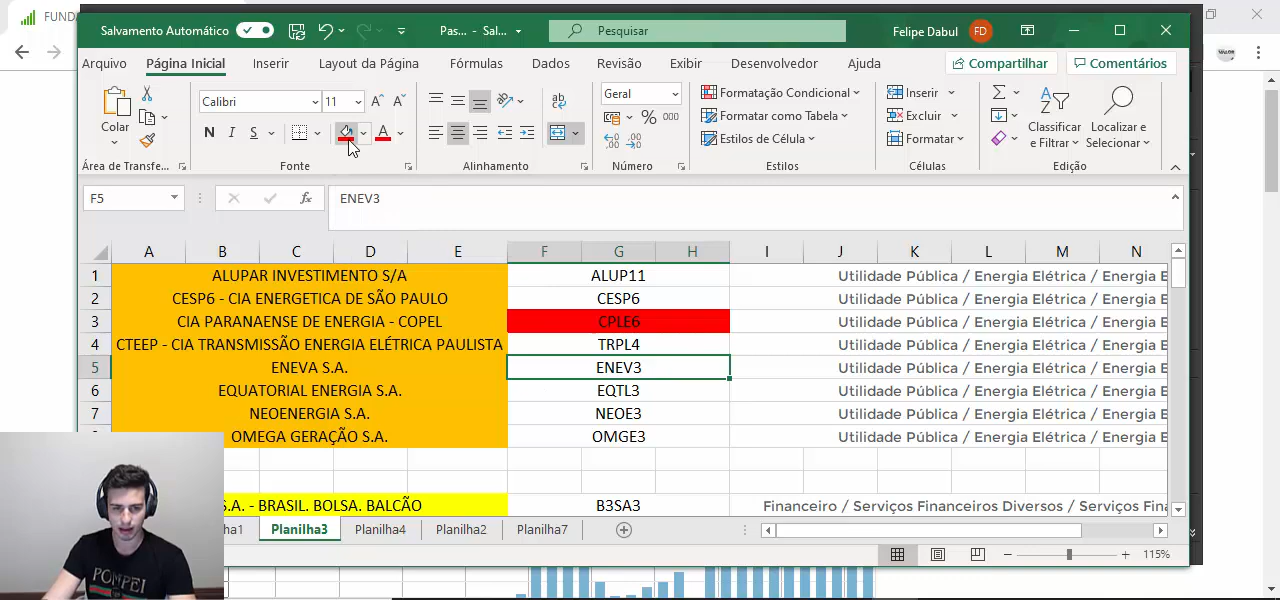 FUND
Salvamento Automático
Pas... - Sal...
Pesquisar
Felipe Dabul
FD
Arquivo
Página Inicial
Inserir
Layout da Página
Fórmulas
Dados
Revisão
Exibir
Desenvolvedor
Ajuda
Compartilhar
Comentários
Colar
Calibri
11
N
I
S
A
Geral
%
000
Formatação Condicional
Formatar como Tabela
Estilos de Célula
Inserir
Excluir
Formatar
Classificar
e Filtrar
Localizar e
Selecionar
Área de Transfe...
Fonte
Alinhamento
Número
Estilos
Células
Edição
F5
fx
ENEV3
A B C D E F G H I J K L M N
1 ALUPAR INVESTIMENTO S/A ALUP11 Utilidade Pública / Energia Elétrica / Energia E
2 CESP6 - CIA ENERGETICA DE SÃO PAULO CESP6 Utilidade Pública / Energia Elétrica / Energia E
3 CIA PARANAENSE DE ENERGIA - COPEL CPLE6 Utilidade Pública / Energia Elétrica / Energia E
4 CTEEP - CIA TRANSMISSÃO ENERGIA ELÉTRICA PAULISTA TRPL4 Utilidade Pública / Energia Elétrica / Energia E
5 ENEVA S.A. ENEV3 Utilidade Pública / Energia Elétrica / Energia E
6 EQUATORIAL ENERGIA S.A. EQTL3 Utilidade Pública / Energia Elétrica / Energia E
7 NEOENERGIA S.A. NEOE3 Utilidade Pública / Energia Elétrica / Energia E
OMEGA GERAÇÃO S.A. OMGE3 Utilidade Pública / Energia Elétrica / Energia E
S.A. - BRASIL. BOLSA. BALCÃO B3SA3 Financeiro / Serviços Financeiros Diversos / Serviços Fina
ha1
Planilha3
Planilha4
Planilha2
Planilha7
115%
POMPEI